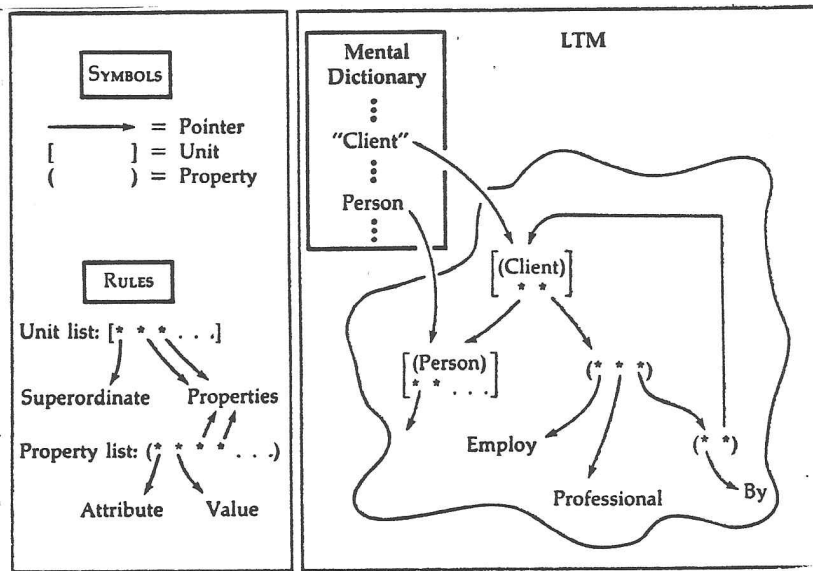 SYMBOLS
= Pointer
[ ] = Unit
( ) = Property
RULES
Unit list: [* * * . . .]
Superordinate Properties
Property list: (* * * * . . .)
Attribute Value
LTM
Mental
Dictionary
"Client"
Person
[(Client)
* *]
[(Person)
* * . . .]
(* * *)
Employ
(* *)
Professional
By